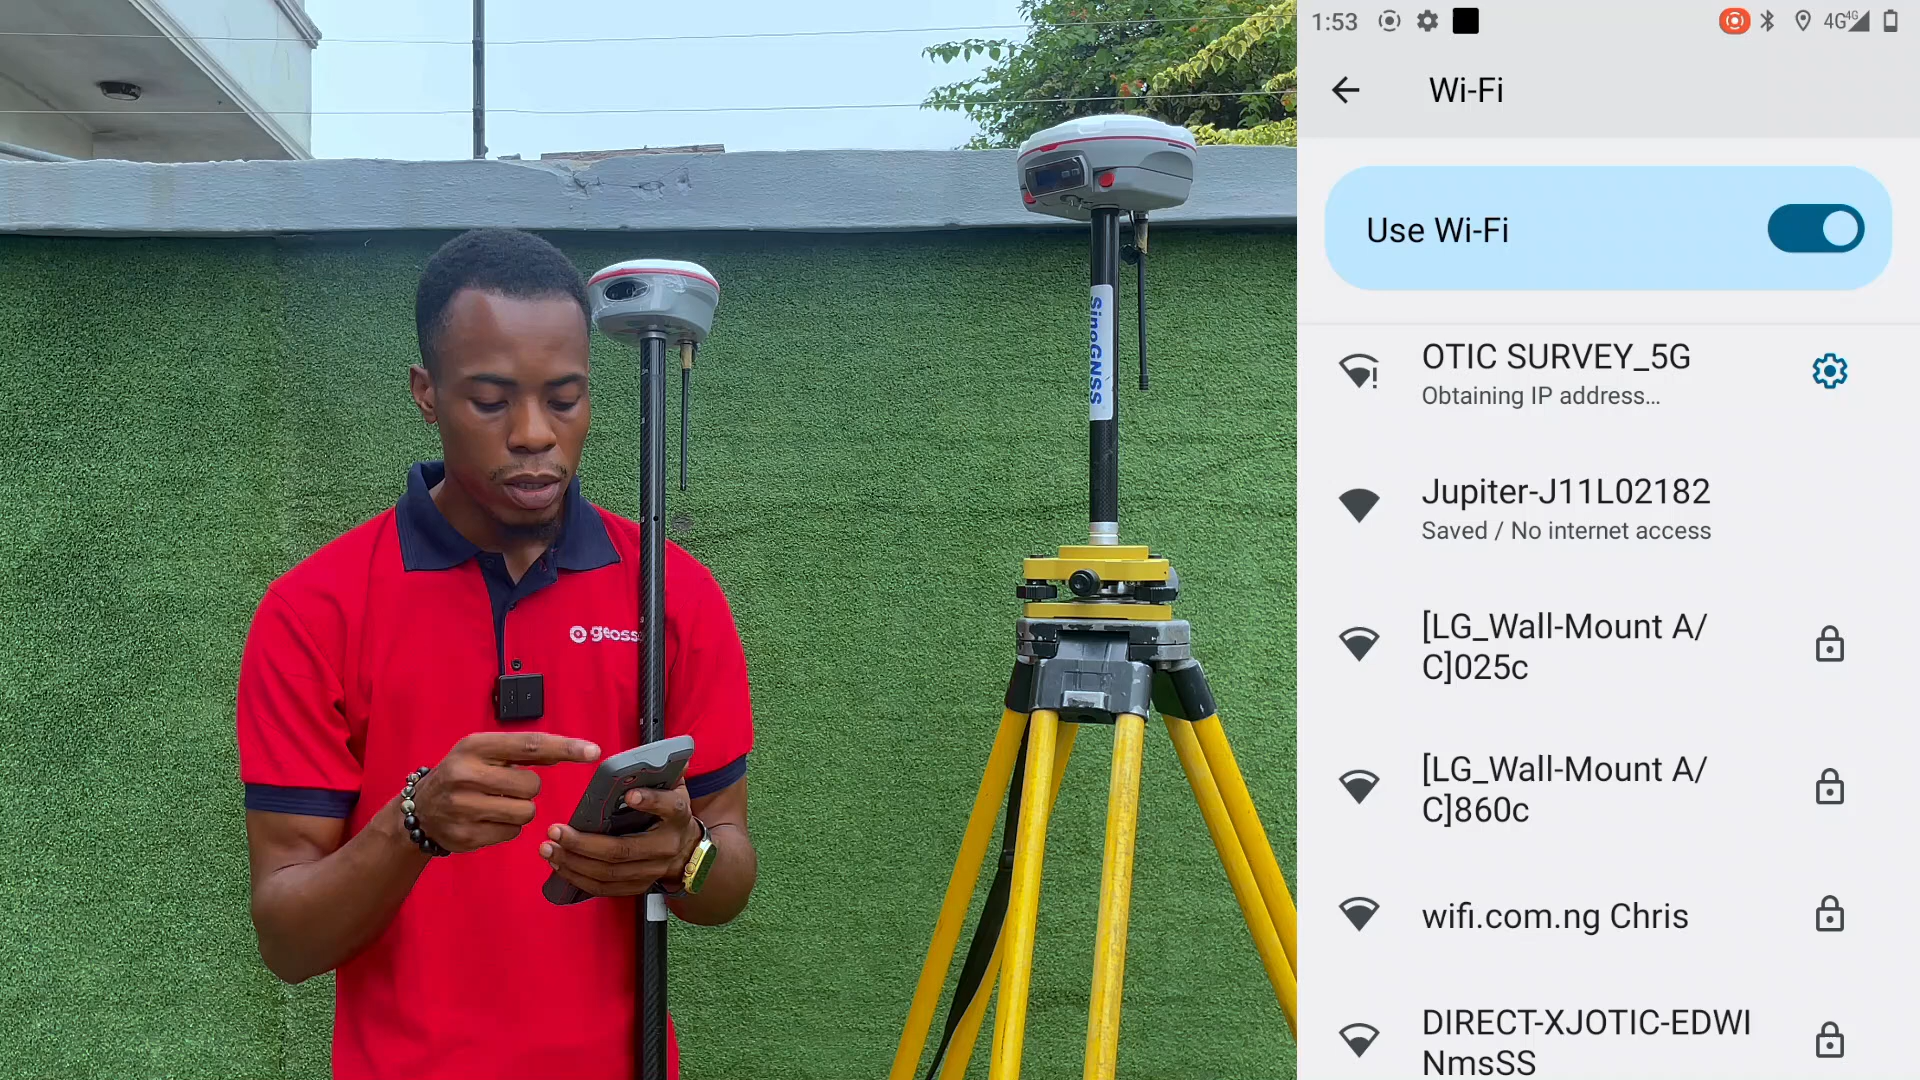 SinoGNSS
1:53
4G 4G
Wi-Fi
Use Wi-Fi
OTIC SURVEY_5G
Obtaining IP address...
Jupiter-J11L02182
Saved / No internet access
[LG_Wall-Mount A/
C]025c
[LG_Wall-Mount A/
C]860c
wifi.com.ng Chris
DIRECT-XJOTIC-EDWI
NmsSS